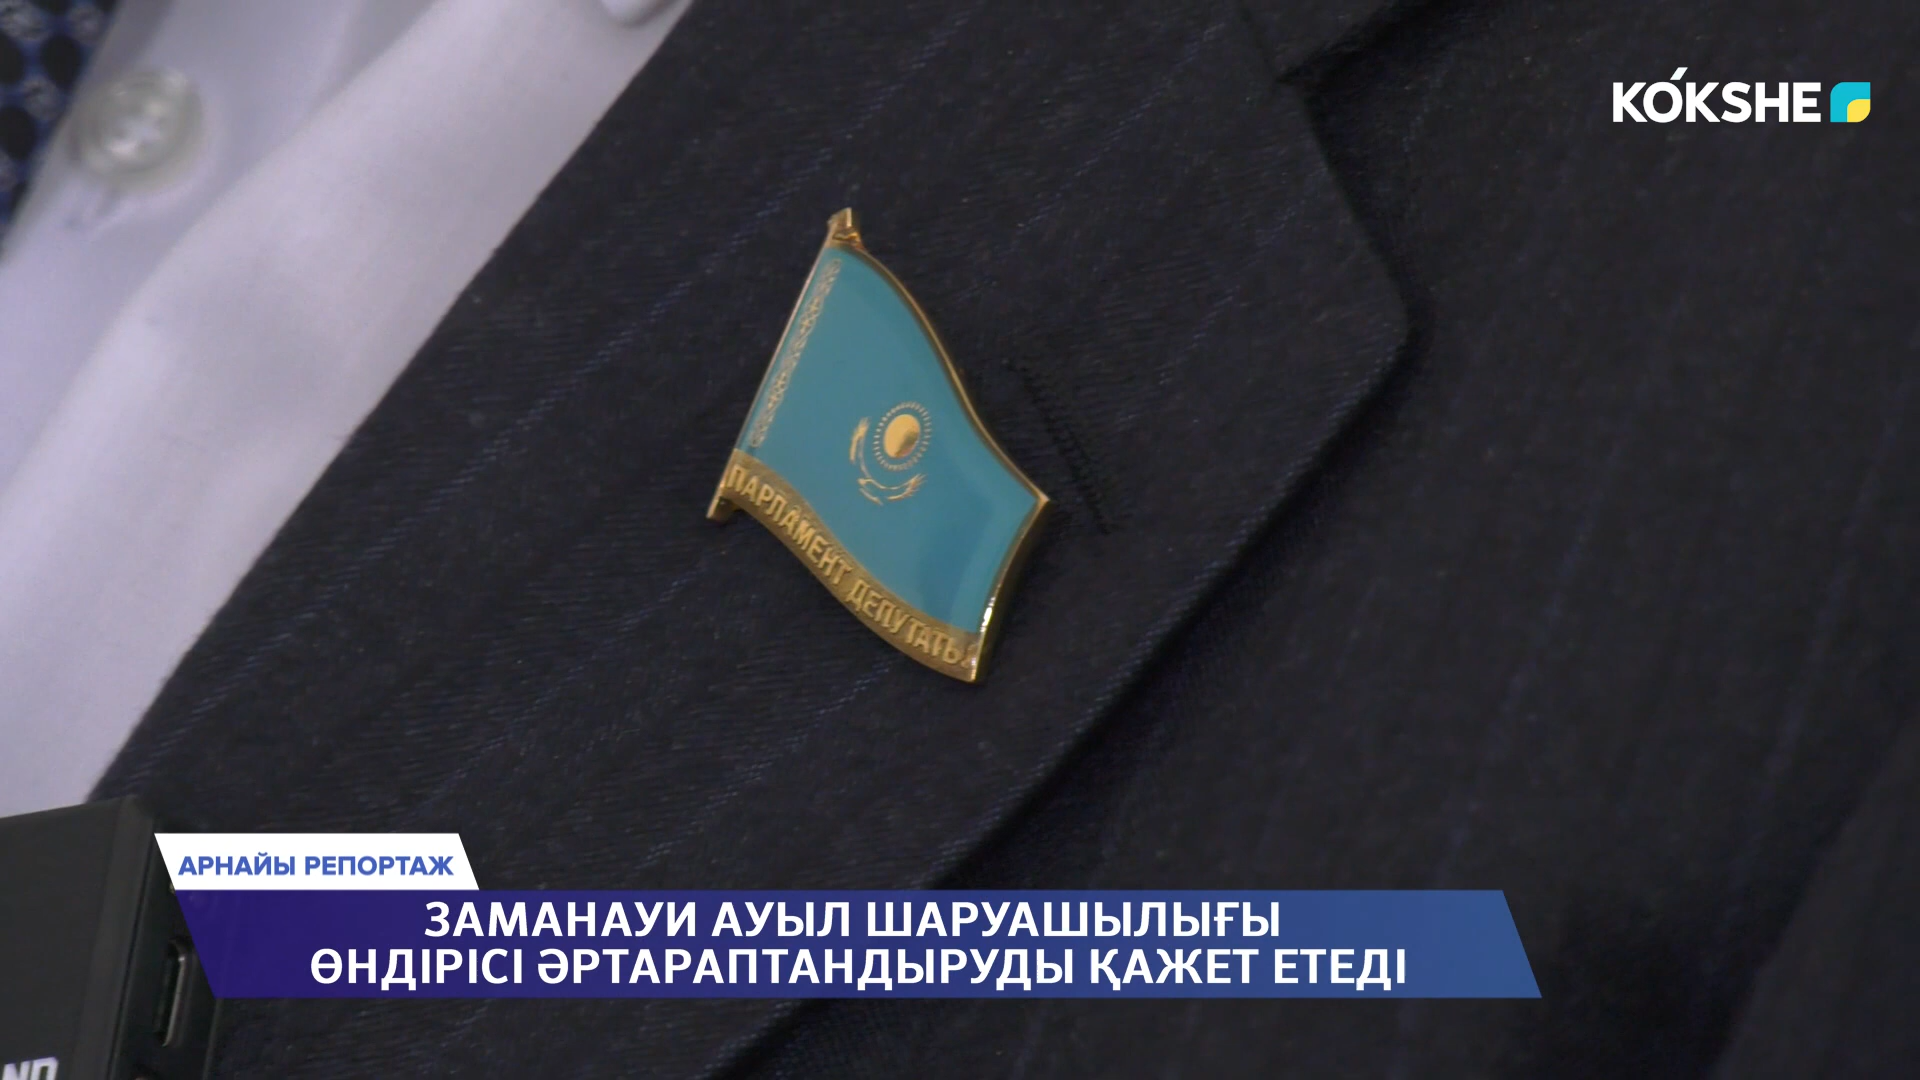 KÓKSHE
ПАРЛАМЕНТ ДЕПУТАТЫ
АРНАЙЫ РЕПОРТАЖ
ЗАМАНАУИ АУЫЛ ШАРУАШЫЛЫҒЫ
ӨНДІРІСІ ӘРТАРАПТАНДЫРУДЫ ҚАЖЕТ ЕТЕДІ